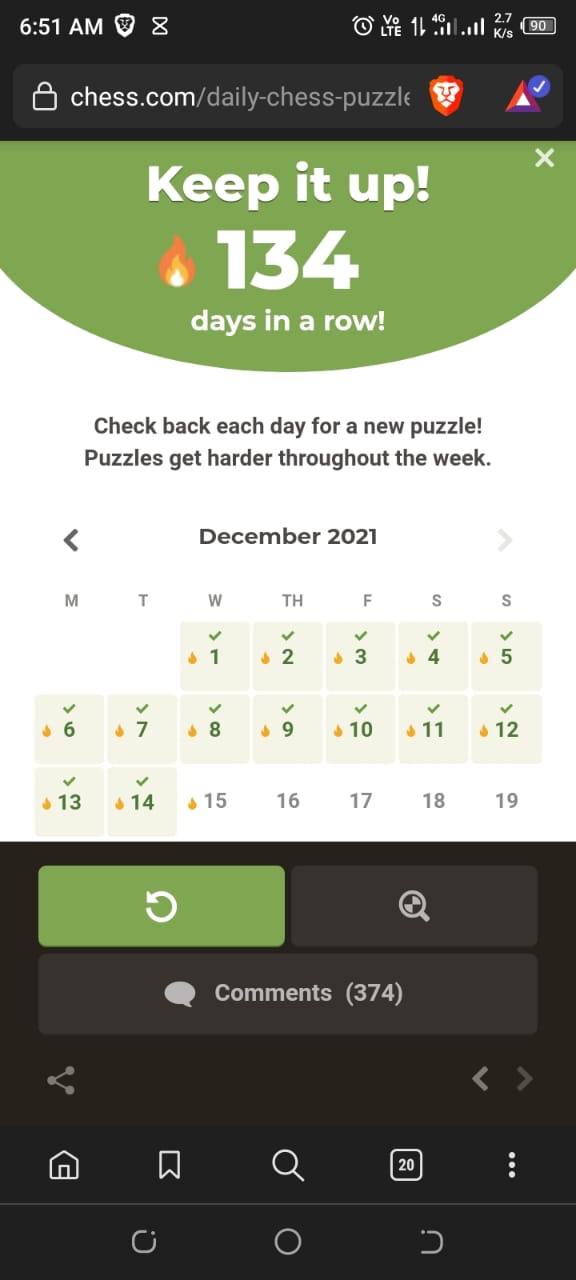 6:51 AM Vo LTE 4G 2.7 K/s 90
chess.com/daily-chess-puzzle
Keep it up!
134
days in a row!
Check back each day for a new puzzle!
Puzzles get harder throughout the week.
December 2021
M T W TH F S S
1 2 3 4 5
6 7 8 9 10 11 12
13 14 15 16 17 18 19
Comments (374)
20